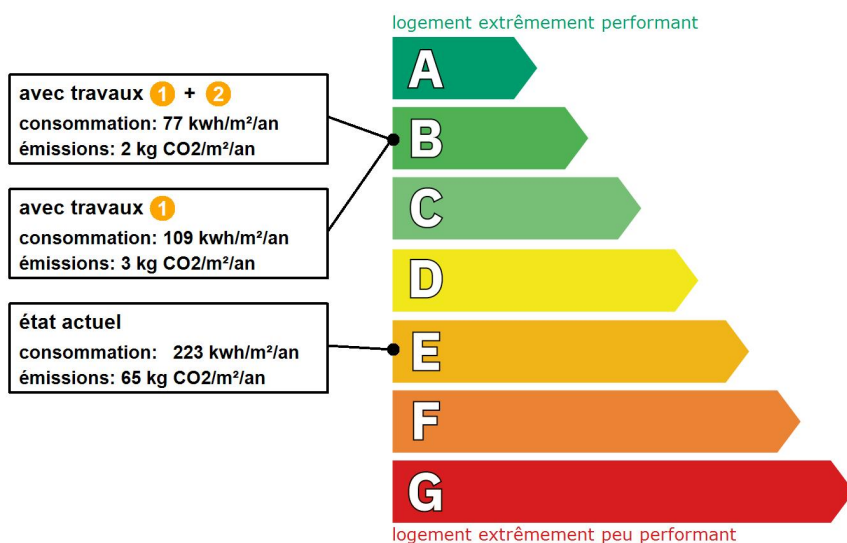 logement extrêmement performant
A
avec travaux 1 + 2
consommation: 77 kwh/m²/an
émissions: 2 kg CO2/m²/an
B
avec travaux 1
consommation: 109 kwh/m²/an
émissions: 3 kg CO2/m²/an
C
D
état actuel
consommation: 223 kwh/m²/an
émissions: 65 kg CO2/m²/an
E
F
G
logement extrêmement peu performant